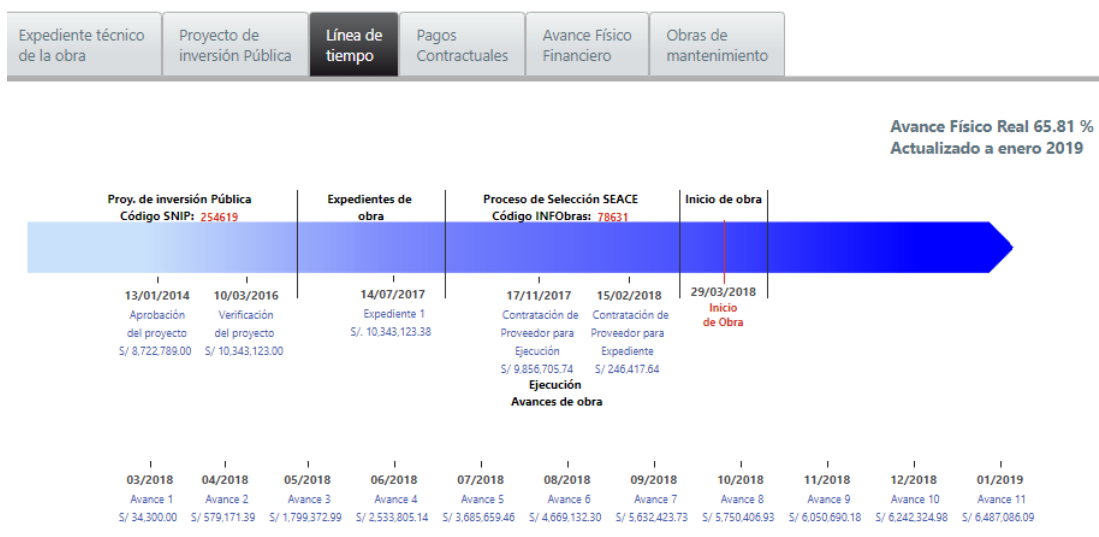 Expediente técnico
de la obra
Proyecto de
inversión Pública
Línea de
tiempo
Pagos
Contractuales
Avance Físico
Financiero
Obras de
mantenimiento
Avance Físico Real 65.81 %
Actualizado a enero 2019
Proy. de inversión Pública
Código SNIP: 254619
Expedientes de
obra
Proceso de Selección SEACE
Código INFObras: 78631
Inicio de obra
13/01/2014
Aprobación
del proyecto
S/ 8,722,789.00
10/03/2016
Verificación
del proyecto
S/ 10,343,123.00
14/07/2017
Expediente 1
S/. 10,343,123.38
17/11/2017
Contratación de
Proveedor para
Ejecución
S/ 9,856,705.74
15/02/2018
Contratación de
Proveedor para
Expediente
S/ 246,417.64
29/03/2018
Inicio
de Obra
Ejecución
Avances de obra
03/2018
Avance 1
S/ 34,300.00
04/2018
Avance 2
S/ 579,171.39
05/2018
Avance 3
S/ 1,799,372.99
06/2018
Avance 4
S/ 2,533,805.14
07/2018
Avance 5
S/ 3,685,659.46
08/2018
Avance 6
S/ 4,669,132.30
09/2018
Avance 7
S/ 5,632,423.73
10/2018
Avance 8
S/ 5,750,406.93
11/2018
Avance 9
S/ 6,050,690.18
12/2018
Avance 10
S/ 6,242,324.98
01/2019
Avance 11
S/ 6,487,086.09